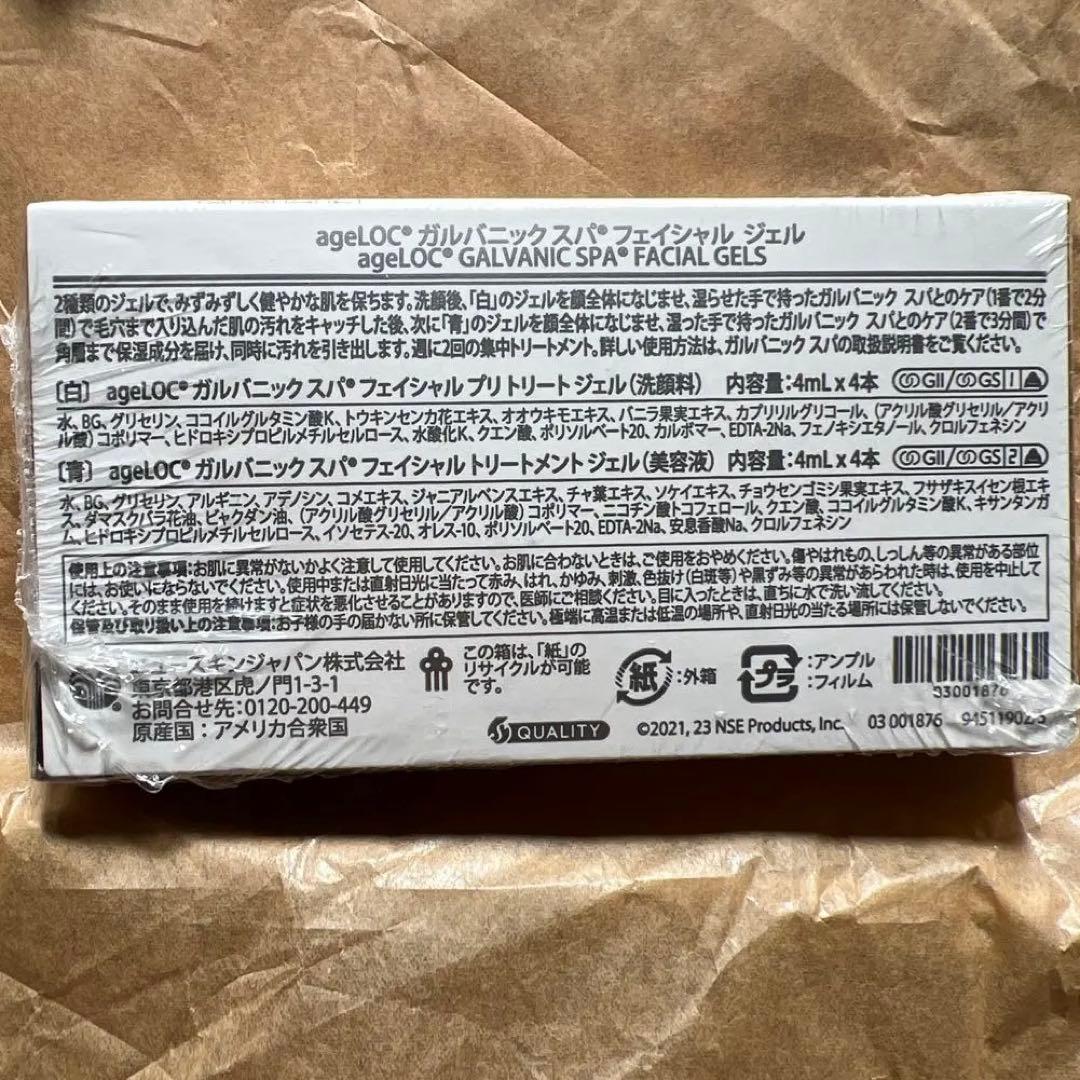 ageLOC® ガルバニック スパ® フェイシャル ジェル
ageLOC® GALVANIC SPA® FACIAL GELS
2種類のジェルで、みずみずしく健やかな肌を保ちます。洗顔後、「白」のジェルを顔全体になじませ、湿らせた手で持ったガルバニック スパとのケア(1番で2分
間)で毛穴まで入り込んだ肌の汚れをキャッチした後、次に「青」のジェルを顔全体になじませ、湿った手で持ったガルバニック スパとのケア(2番で3分間)で
角層まで保湿成分を届け、同時に汚れを引き出します。週に2回の集中トリートメント。詳しい使用方法は、ガルバニック スパの取扱説明書をご覧ください。
〔白〕 ageLOC® ガルバニック スパ® フェイシャル プリ トリート ジェル(洗顔料) 内容量:4mL x 4本 GII/GS 1
水、BG、グリセリン、ココイルグルタミン酸K、トウキンセンカ花エキス、オオウキモエキス、バニラ果実エキス、カプリリルグリコール、(アクリル酸グリセリル/アクリ
ル酸)コポリマー、ヒドロキシプロピルメチルセルロース、水酸化K、クエン酸、ポリソルベート20、カルボマー、EDTA-2Na、フェノキシエタノール、クロルフェネシン
〔青〕 ageLOC® ガルバニック スパ® フェイシャル トリートメント ジェル(美容液) 内容量:4mL x 4本 GII/GS 2
水、BG、グリセリン、アルギニン、アデノシン、コメエキス、ジャニアルベンスエキス、チャ葉エキス、ソケイエキス、チョウセンゴミシ果実エキス、フサザキスイセン根エキ
ス、ダマスクバラ花油、ビャクダン油、(アクリル酸グリセリル/アクリル酸)コポリマー、ニコチン酸トコフェロール、クエン酸、ココイルグルタミン酸K、キサンタンガ
ム、ヒドロキシプロピルメチルセルロース、イソセテス-20、オレス-10、ポリソルベート20、EDTA-2Na、安息香酸Na、クロルフェネシン
使用上の注意事項:お肌に異常がないかよく注意して使用してください。お肌に合わないときは、ご使用をおやめください。傷やはれもの、しっしん等の異常がある部位
には、お使いにならないでください。使用中または直射日光に当たって赤み、はれ、かゆみ、刺激、色抜け(白斑等)や黒ずみ等の異常があらわれた時は、使用を中止して
ください。そのまま使用を続けますと症状を悪化させることがありますので、医師にご相談ください。目に入ったときは、直ちに水で洗い流してください。
保管及び取り扱い上の注意事項:お子様の手の届かない所に保管してください。極端に高温または低温の場所や、直射日光の当たる場所には保管しないでください。
ニュースキンジャパン株式会社
東京都港区虎ノ門1-3-1
お問合せ先:0120-200-449
原産国:アメリカ合衆国
この箱は、「紙」の
リサイクルが可能
です。
紙 :外箱
プラ :アンプル
:フィルム
33001876
QUALITY
©2021, 23 NSE Products, Inc. 03 001876